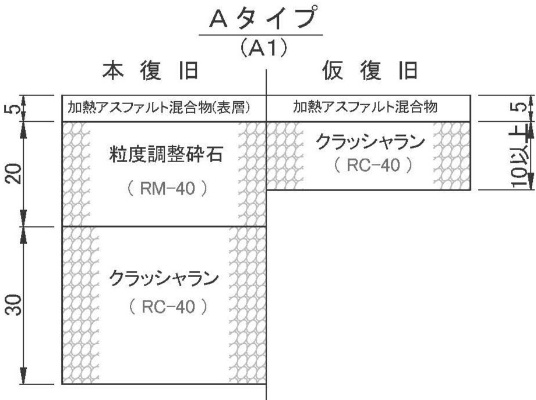 Aタイプ
(A1)
本復旧 仮復旧
5 加熱アスファルト混合物(表層) 加熱アスファルト混合物 5
20 粒度調整砕石 クラッシャラン 10以上
(RM-40) (RC-40)
30 クラッシャラン
(RC-40)